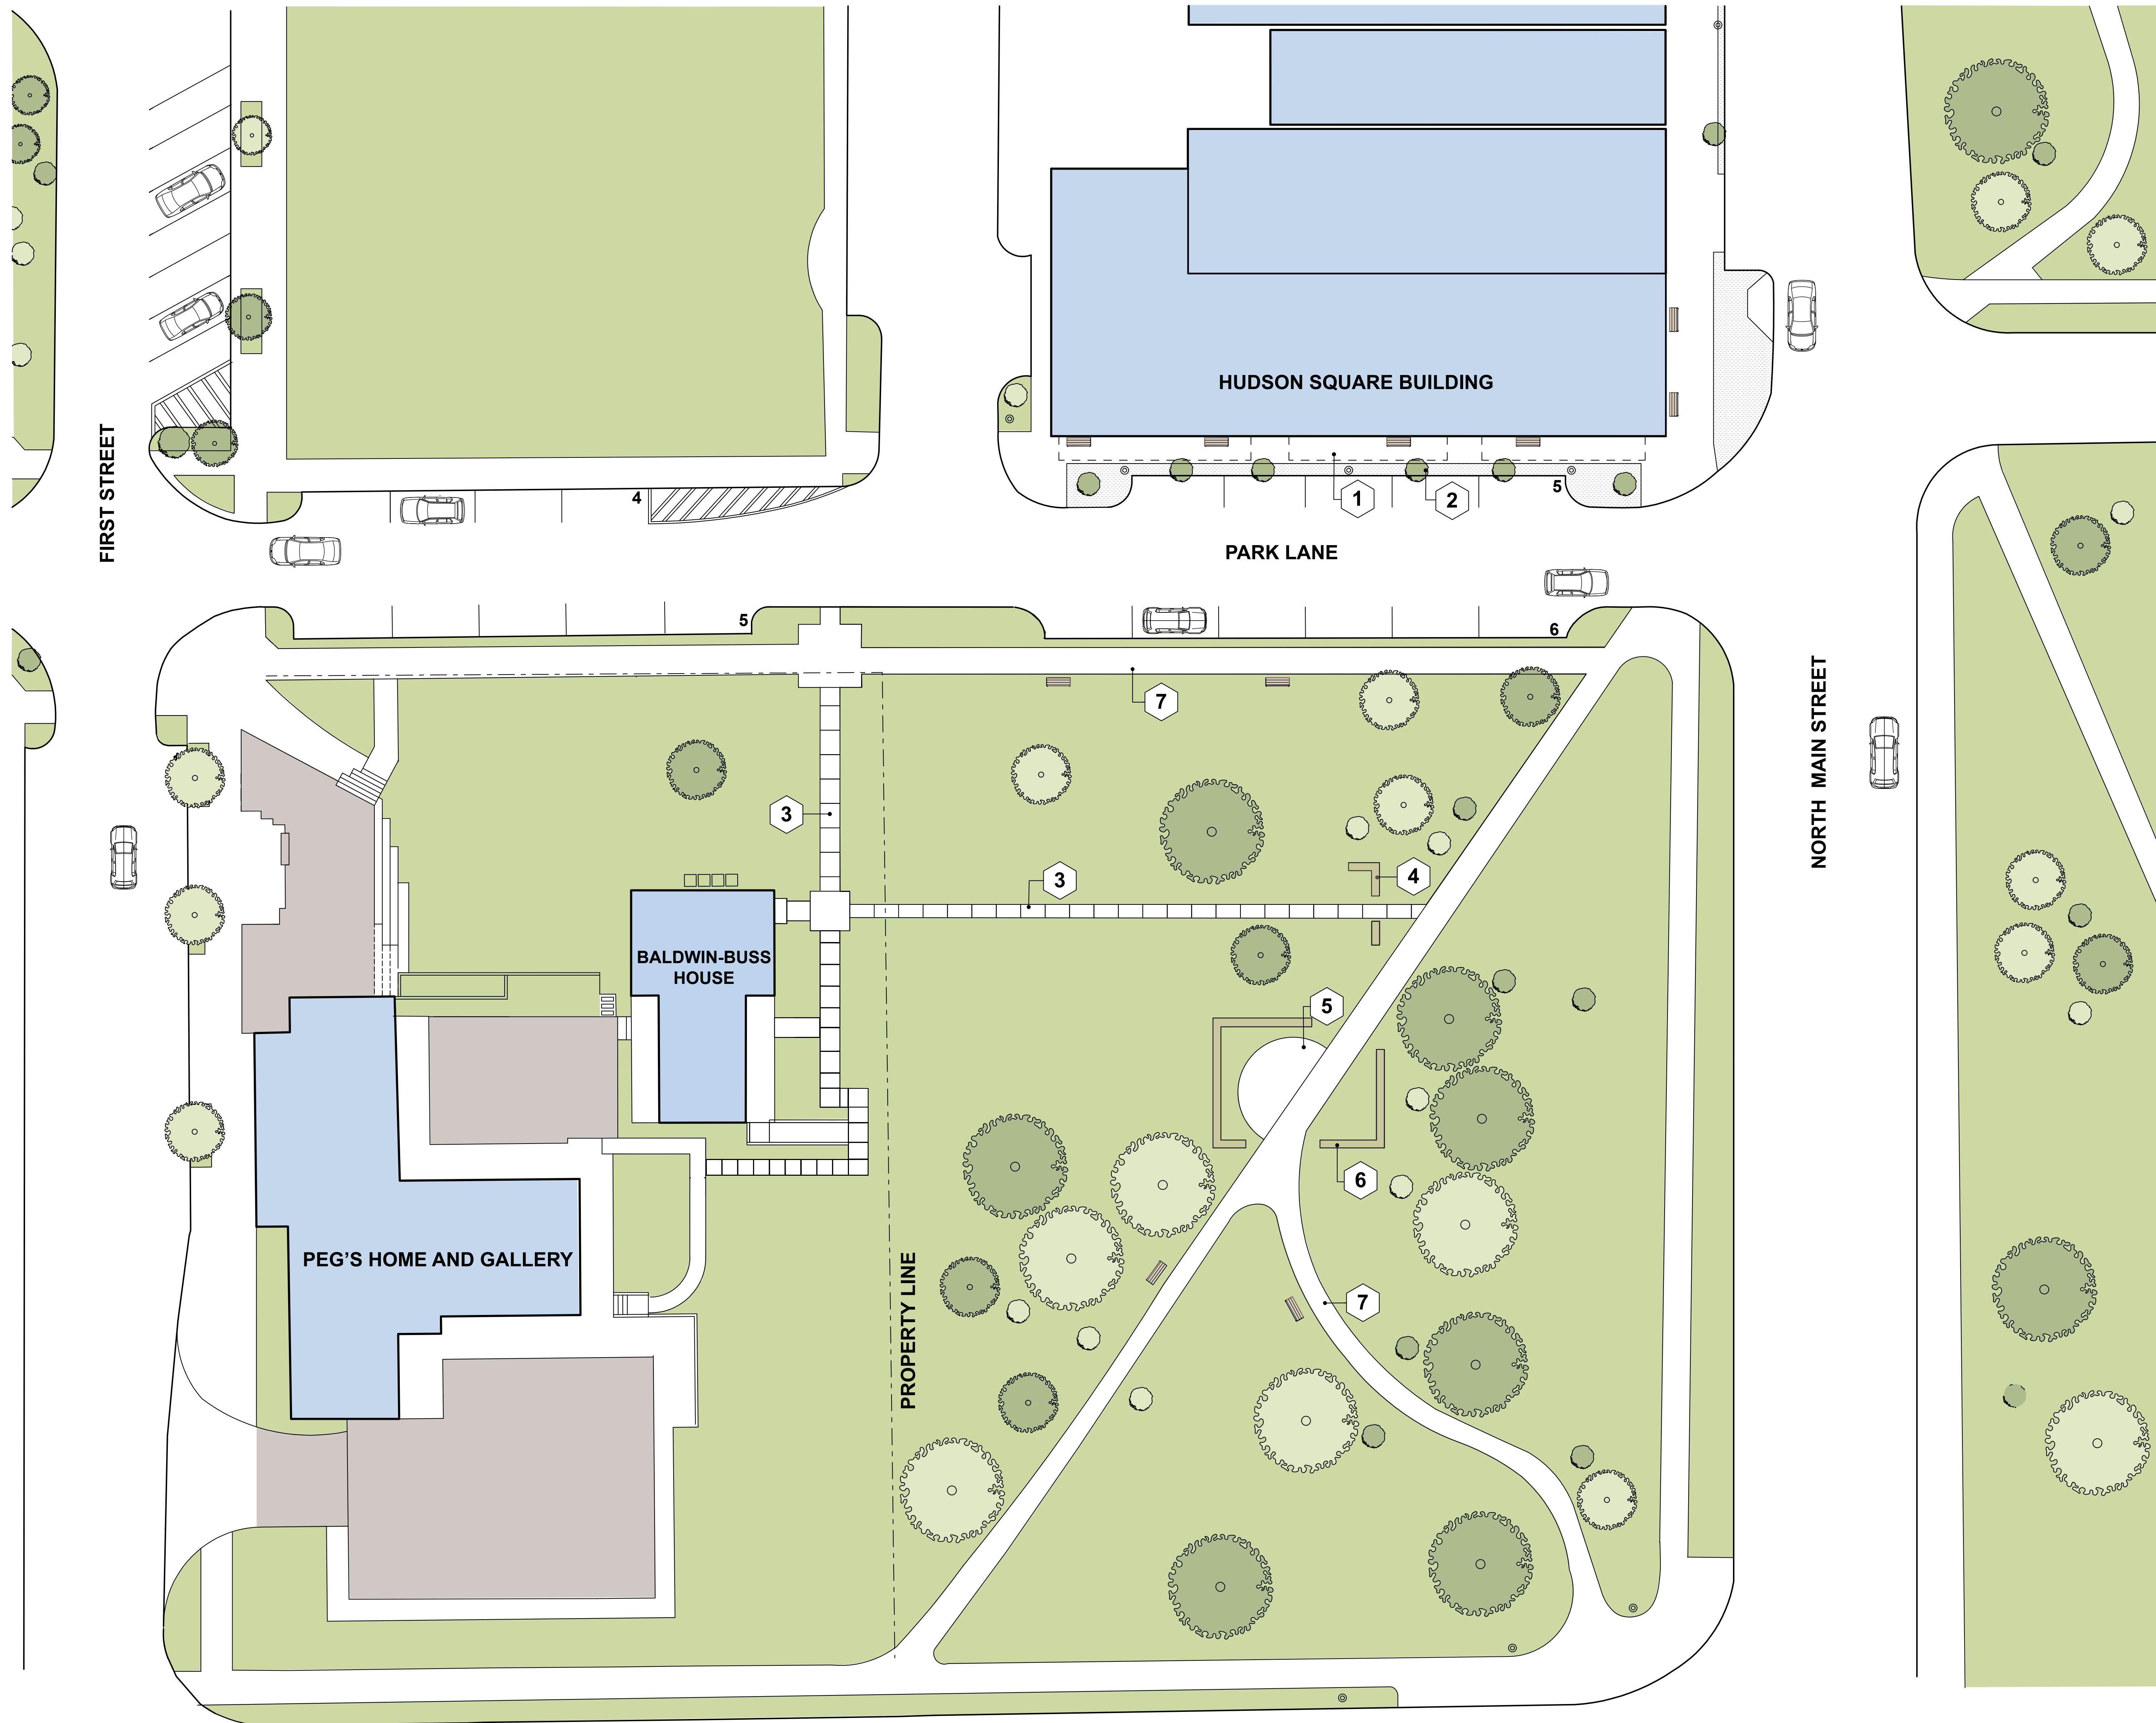 HUDSON SQUARE BUILDING
FIRST STREET
4
5
1
2
PARK LANE
5
6
NORTH MAIN STREET
7
3
3
4
BALDWIN-BUSS
HOUSE
5
6
PEG'S HOME AND GALLERY
PROPERTY LINE
7